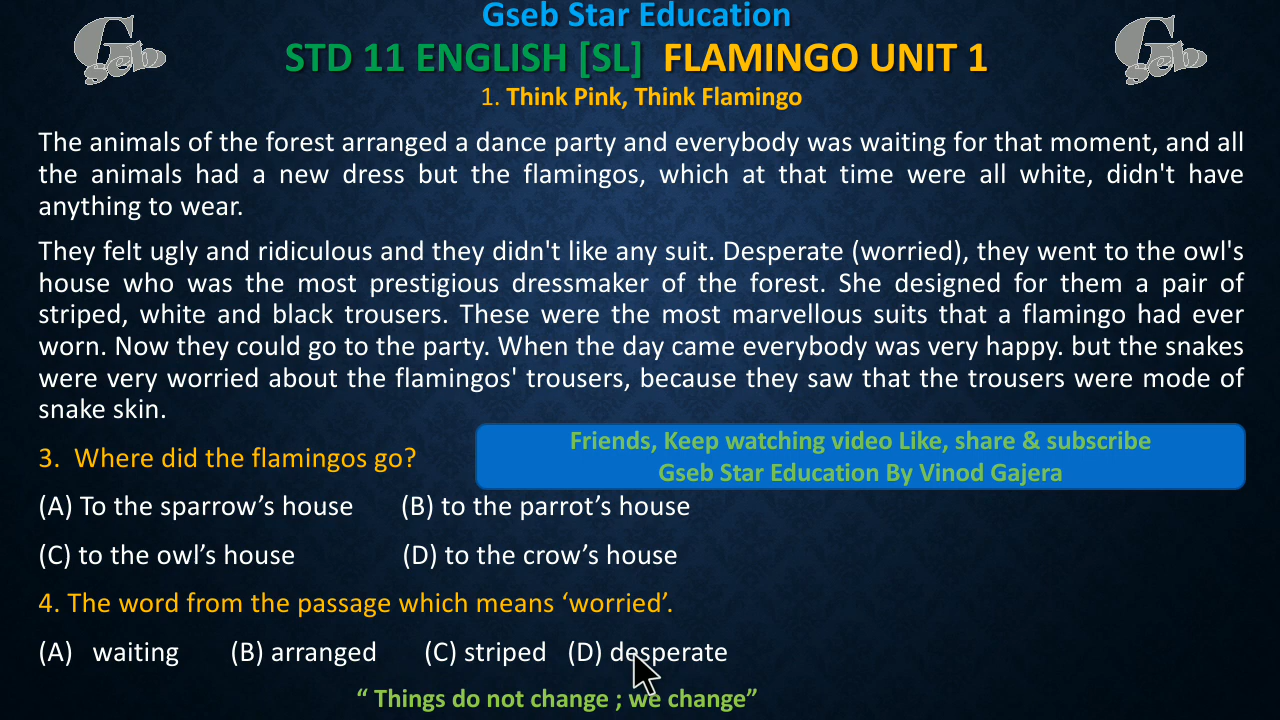 Gseb Star Education
STD 11 ENGLISH [SL] FLAMINGO UNIT 1
1. Think Pink, Think Flamingo
Gseb
Gseb
The animals of the forest arranged a dance party and everybody was waiting for that moment, and all
the animals had a new dress but the flamingos, which at that time were all white, didn't have
anything to wear.
They felt ugly and ridiculous and they didn't like any suit. Desperate (worried), they went to the owl's
house who was the most prestigious dressmaker of the forest. She designed for them a pair of
striped, white and black trousers. These were the most marvellous suits that a flamingo had ever
worn. Now they could go to the party. When the day came everybody was very happy. but the snakes
were very worried about the flamingos' trousers, because they saw that the trousers were mode of
snake skin.
Friends, Keep watching video Like, share & subscribe
Gseb Star Education By Vinod Gajera
3. Where did the flamingos go?
(A) To the sparrow’s house (B) to the parrot’s house
(C) to the owl’s house (D) to the crow’s house
4. The word from the passage which means ‘worried’.
(A) waiting (B) arranged (C) striped (D) desperate
“ Things do not change ; we change”